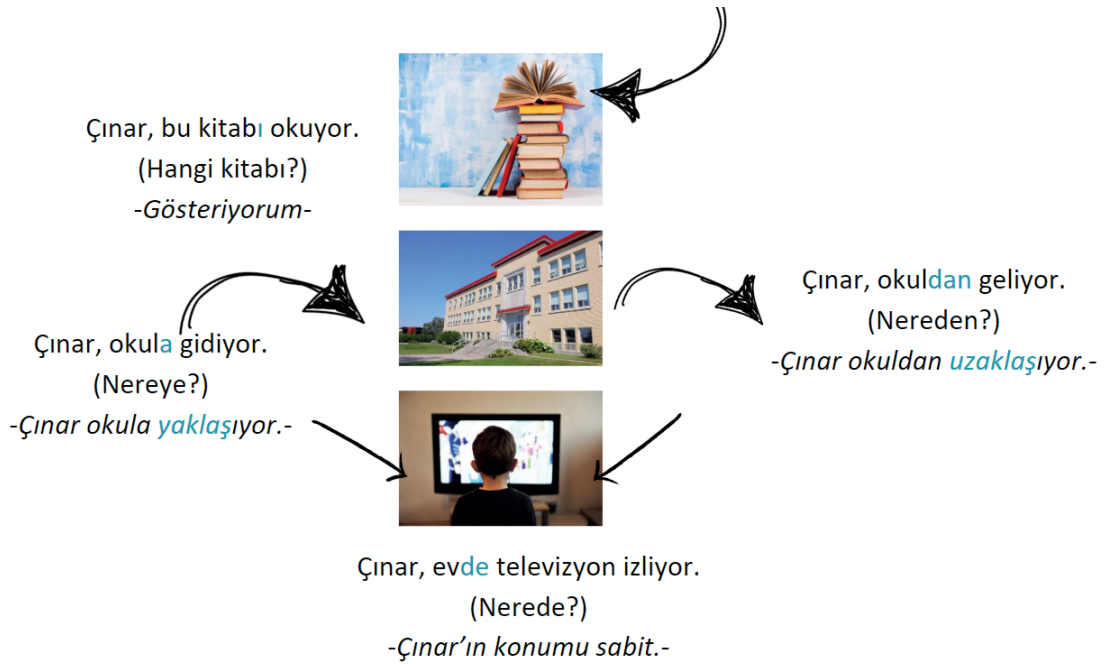 Çınar, bu kitabı okuyor.
(Hangi kitabı?)
-Gösteriyorum-
Çınar, okula gidiyor.
(Nereye?)
-Çınar okula yaklaşıyor.-
Çınar, okuldan geliyor.
(Nereden?)
-Çınar okuldan uzaklaşıyor.-
Çınar, evde televizyon izliyor.
(Nerede?)
-Çınar’ın konumu sabit.-